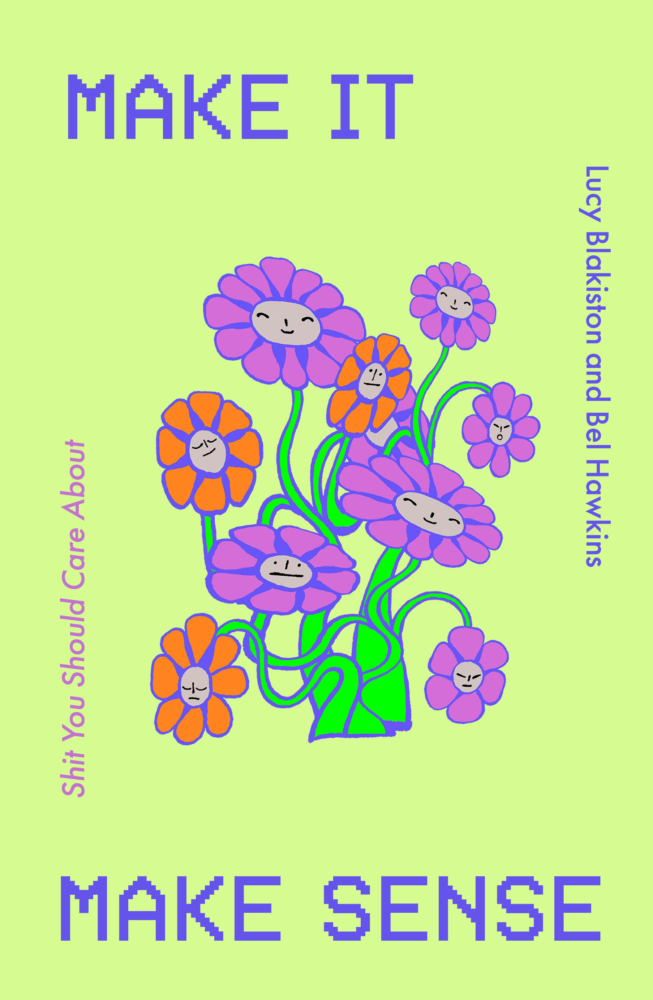 MAKE IT
Lucy Blakiston and Bel Hawkins
Shit You Should Care About
MAKE SENSE